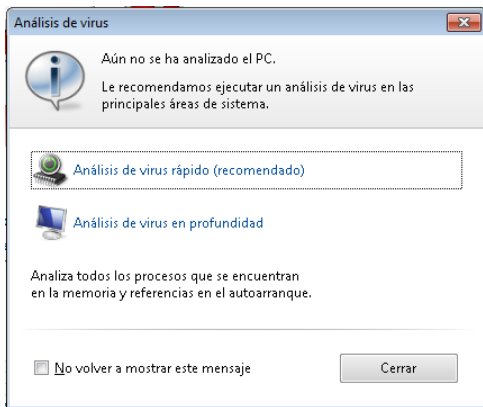 Análisis de virus
Aún no se ha analizado el PC.
Le recomendamos ejecutar un análisis de virus en las
principales áreas de sistema.
Análisis de virus rápido (recomendado)
Análisis de virus en profundidad
Analiza todos los procesos que se encuentran
en la memoria y referencias en el autoarranque.
No volver a mostrar este mensaje
Cerrar